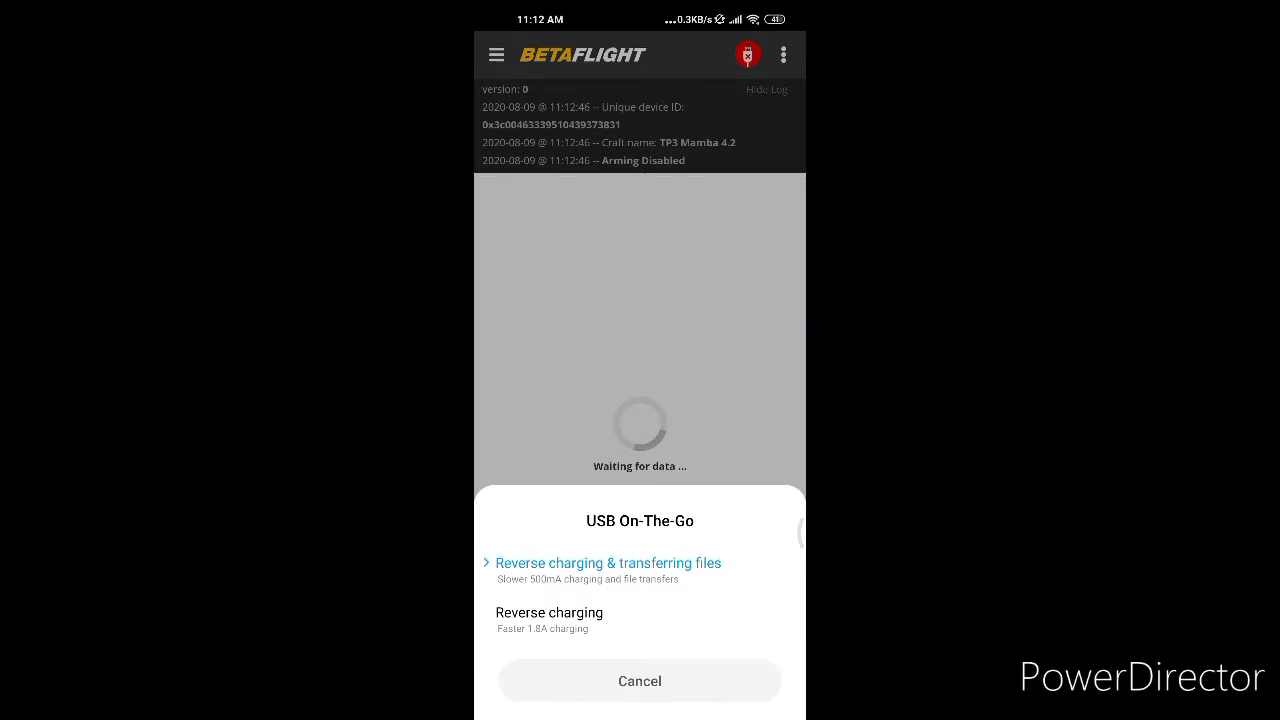 11:12 AM
...0.3KB/s
41
BETAFLIGHT
version: 0
Hide Log
2020-08-09 @ 11:12:46 -- Unique device ID:
0x3c00463339510439373831
2020-08-09 @ 11:12:46 -- Craft name: TP3 Mamba 4.2
2020-08-09 @ 11:12:46 -- Arming Disabled
Waiting for data ...
USB On-The-Go
Reverse charging & transferring files
Slower 500mA charging and file transfers
Reverse charging
Faster 1.8A charging
Cancel
PowerDirector